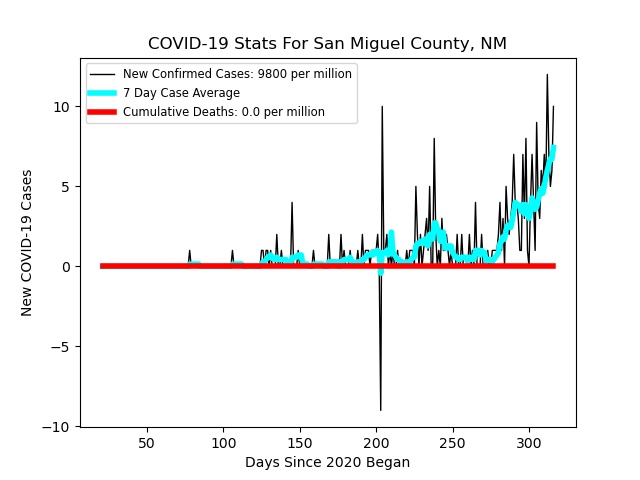 COVID-19 Stats For San Miguel County, NM
New Confirmed Cases: 9800 per million
7 Day Case Average
Cumulative Deaths: 0.0 per million
New COVID-19 Cases
10
5
0
−5
−10
50 100 150 200 250 300
Days Since 2020 Began